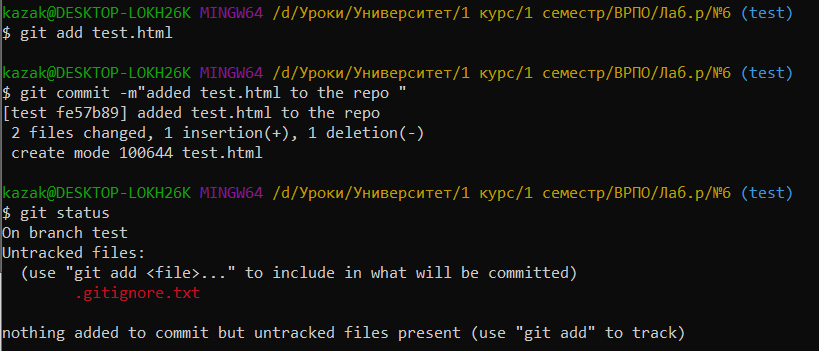 kazak@DESKTOP-LOKH26K MINGW64 /d/Уроки/Университет/1 курс/1 семестр/ВРПО/Лаб.р/№6 (test)
$ git add test.html
kazak@DESKTOP-LOKH26K MINGW64 /d/Уроки/Университет/1 курс/1 семестр/ВРПО/Лаб.р/№6 (test)
$ git commit -m"added test.html to the repo "
[test fe57b89] added test.html to the repo
2 files changed, 1 insertion(+), 1 deletion(-)
create mode 100644 test.html
kazak@DESKTOP-LOKH26K MINGW64 /d/Уроки/Университет/1 курс/1 семестр/ВРПО/Лаб.р/№6 (test)
$ git status
On branch test
Untracked files:
(use "git add <file>..." to include in what will be committed)
.gitignore.txt
nothing added to commit but untracked files present (use "git add" to track)